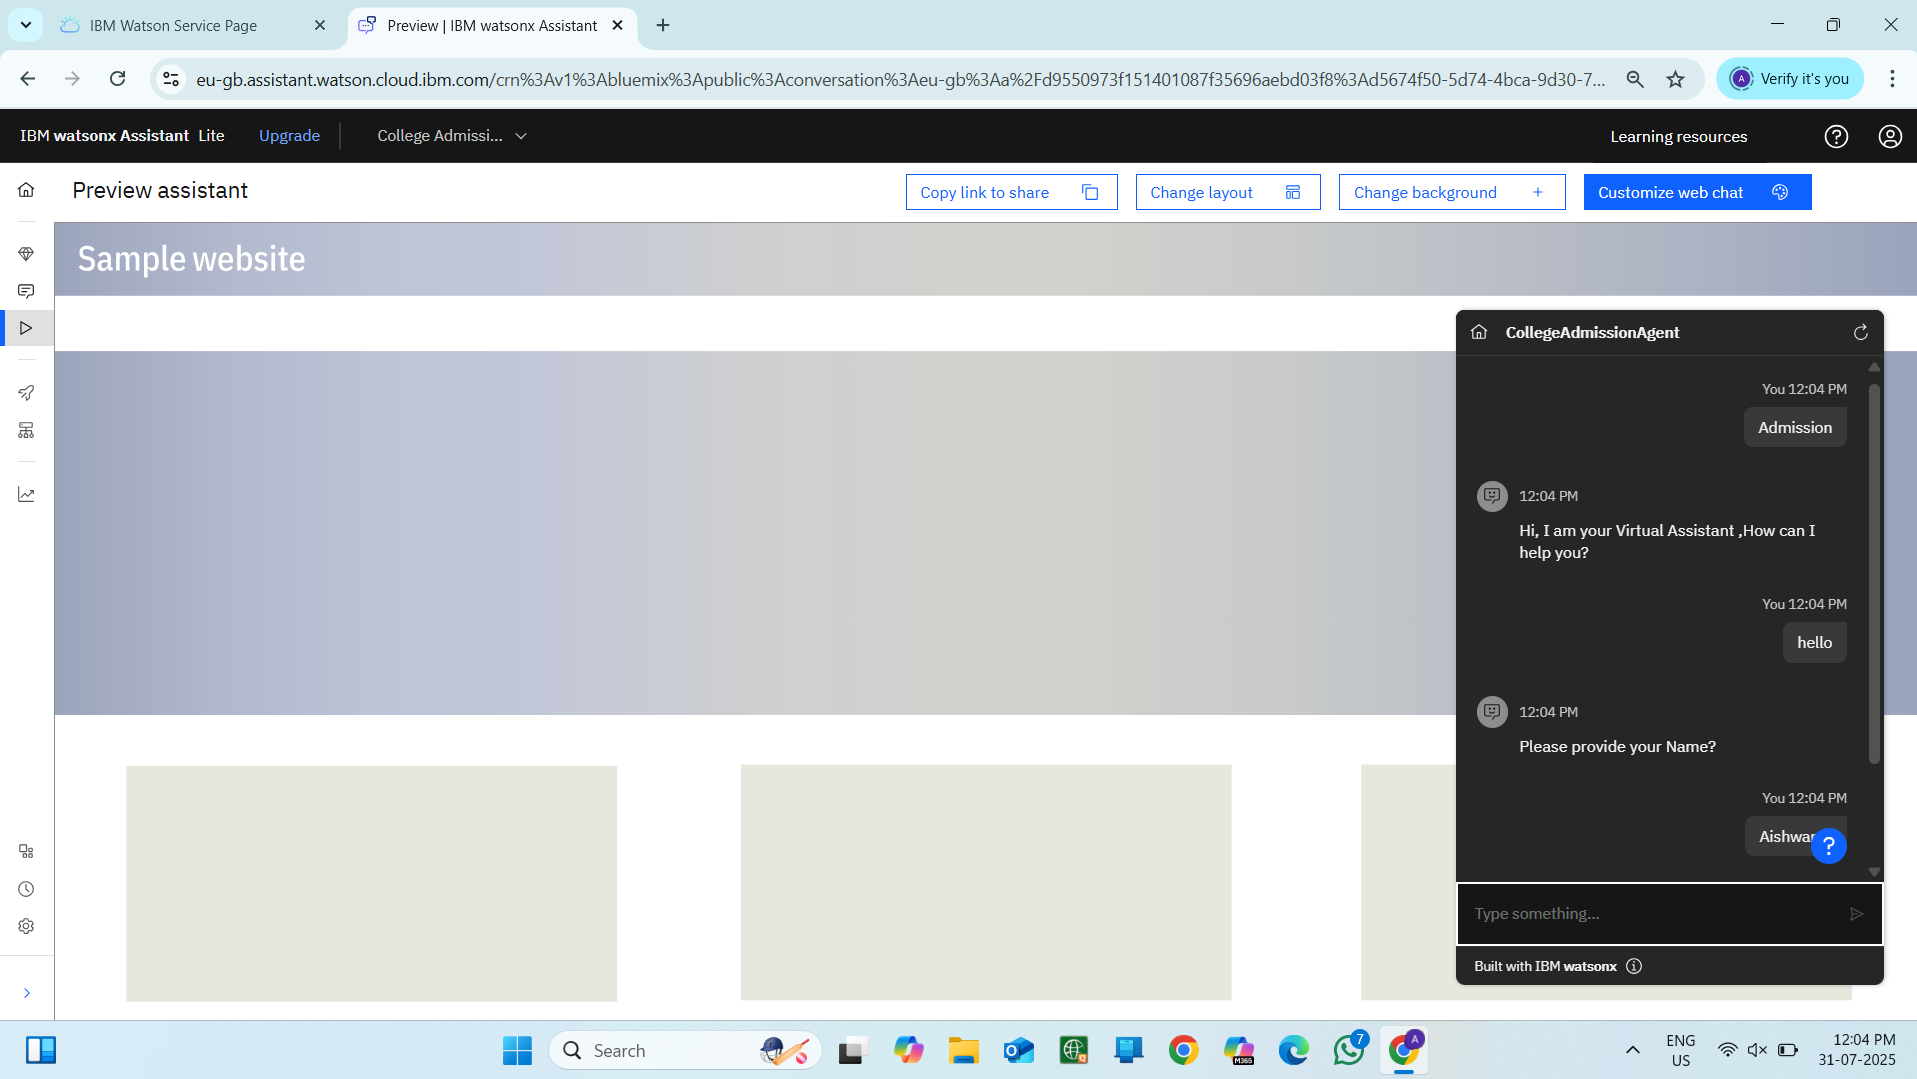 IBM Watson Service Page
Preview | IBM watsonx Assistant
eu-gb.assistant.watson.cloud.ibm.com/crn%3Av1%3Abluemix%3Apublic%3Aconversation%3Aeu-gb%3Aa%2Fd9550973f151401087f35696aebd03f8%3Ad5674f50-5d74-4bca-9d30-7...
A
Verify it's you
IBM watsonx Assistant Lite
Upgrade
College Admissi...
Learning resources
Preview assistant
Copy link to share
Change layout
Change background
Customize web chat
Sample website
CollegeAdmissionAgent
You 12:04 PM
Admission
12:04 PM
Hi, I am your Virtual Assistant ,How can I
help you?
You 12:04 PM
hello
12:04 PM
Please provide your Name?
You 12:04 PM
Type something...
Built with IBM watsonx
Search
M365
7
A
ENG
US
12:04 PM
31-07-2025